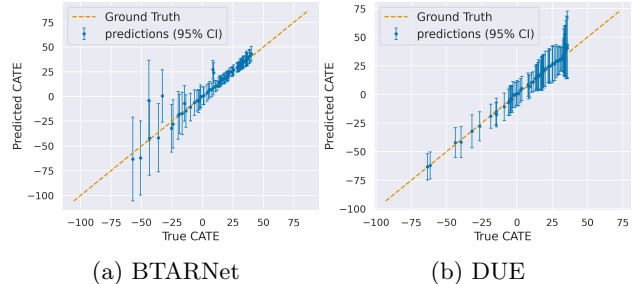 Ground Truth
predictions (95% CI)
Predicted CATE
75
50
25
0
−25
−50
−75
−100
−100 −75 −50 −25 0 25 50 75
True CATE
(a) BTARNet
Ground Truth
predictions (95% CI)
Predicted CATE
75
50
25
0
−25
−50
−75
−100
−100 −75 −50 −25 0 25 50 75
True CATE
(b) DUE